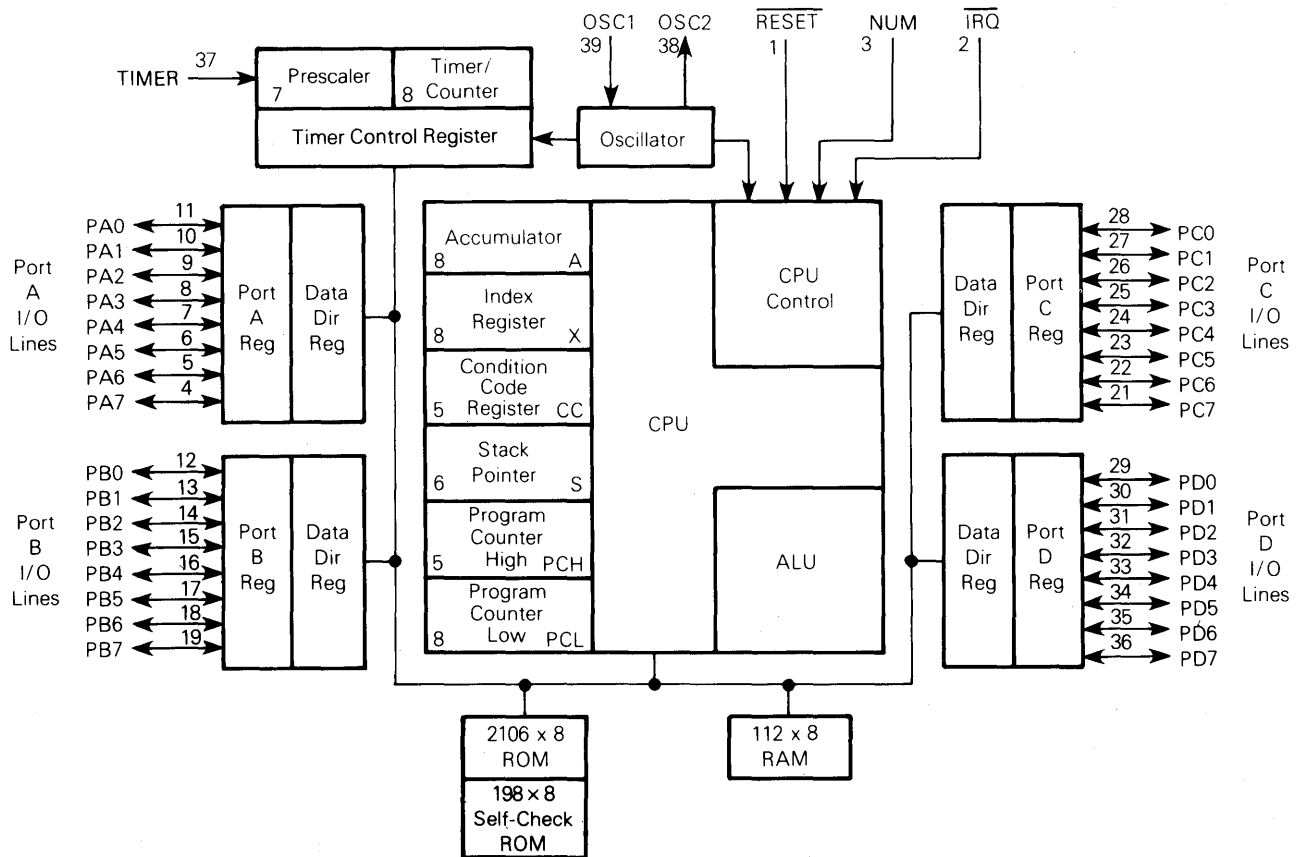 OSC1
39
OSC2
38
RESET
1
NUM
3
IRQ
2
TIMER
37
Prescaler
7
Timer/
Counter
8
Timer Control Register
Oscillator
Port
A
I/O
Lines
PA0 11
PA1 10
PA2 9
PA3 8
PA4 7
PA5 6
PA6 5
PA7 4
Port
A
Reg
Data
Dir
Reg
Port
B
I/O
Lines
PB0 12
PB1 13
PB2 14
PB3 15
PB4 16
PB5 17
PB6 18
PB7 19
Port
B
Reg
Data
Dir
Reg
Accumulator
8 A
Index
Register
8 X
Condition
Code
Register
5 CC
Stack
Pointer
6 S
Program
Counter
High
5 PCH
Program
Counter
Low
8 PCL
CPU
CPU
Control
ALU
Data
Dir
Reg
Port
C
Reg
28 PC0
27 PC1
26 PC2
25 PC3
24 PC4
23 PC5
22 PC6
21 PC7
Port
C
I/O
Lines
Data
Dir
Reg
Port
D
Reg
29 PD0
30 PD1
31 PD2
32 PD3
33 PD4
34 PD5
35 PD6
36 PD7
Port
D
I/O
Lines
2106 x 8
ROM
198 x 8
Self-Check
ROM
112 x 8
RAM